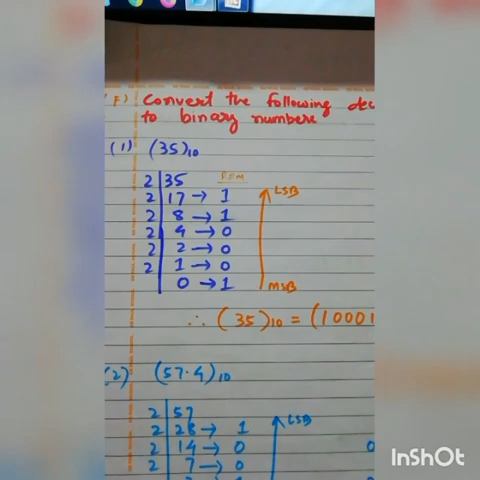 (F) Convert the following dec
to binary numbers
(1) (35)10
2 35 REM
2 17 → 1 LSB
2 8 → 1
2 4 → 0
2 2 → 0
2 1 → 0
0 → 1 MSB
∴ (35)10 = (10001
(2) (57.4)10
2 57
2 28 → 1 LSB
2 14 → 0
2 7 → 0
InShOt